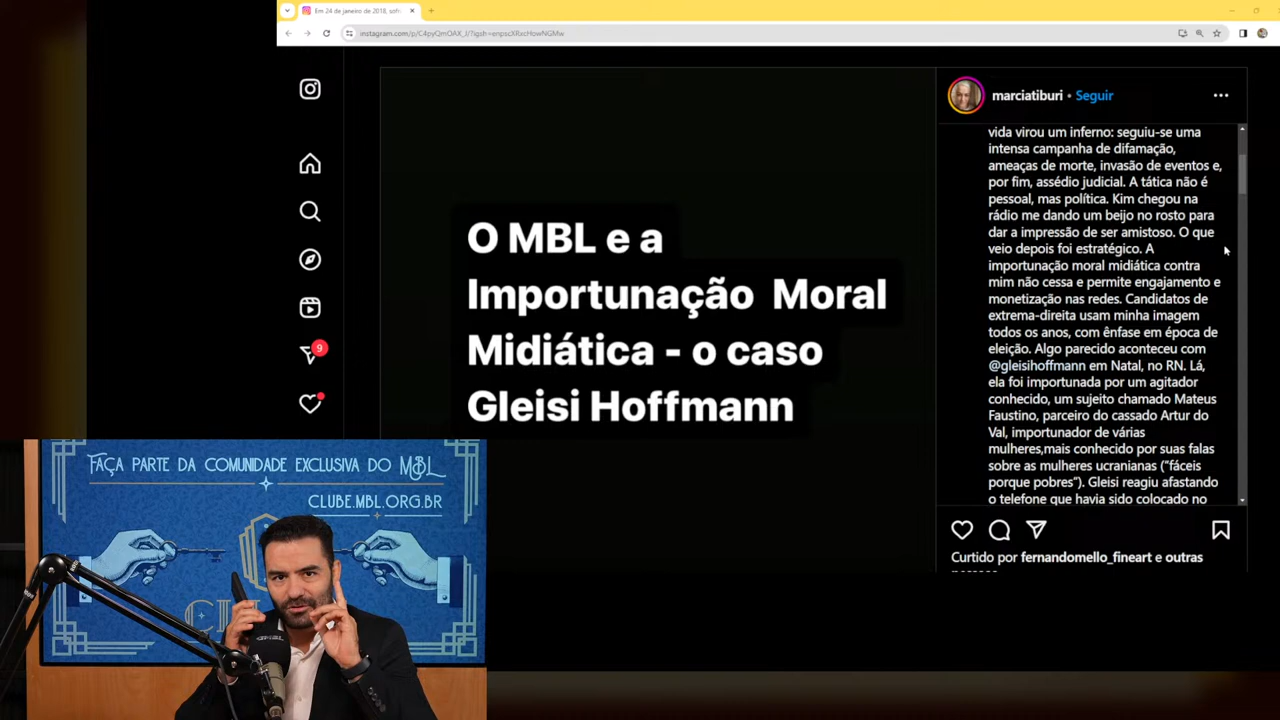 Em 24 de janeiro de 2018, sofr
instagram.com/p/C4pyQmOAX_J/?igsh=enpscXRxcHowNGMw
marciatiburi • Seguir
vida virou um inferno: seguiu-se uma
intensa campanha de difamação,
ameaças de morte, invasão de eventos e,
por fim, assédio judicial. A tática não é
pessoal, mas política. Kim chegou na
rádio me dando um beijo no rosto para
dar a impressão de ser amistoso. O que
veio depois foi estratégico. A
importunação moral midiática contra
mim não cessa e permite engajamento e
monetização nas redes. Candidatos de
extrema-direita usam minha imagem
todos os anos, com ênfase em época de
eleição. Algo parecido aconteceu com
@gleisihoffmann em Natal, no RN. Lá,
ela foi importunada por um agitador
conhecido, um sujeito chamado Mateus
Faustino, parceiro do cassado Artur do
Val, importunador de várias
mulheres,mais conhecido por suas falas
sobre as mulheres ucranianas ("fáceis
porque pobres"). Gleisi reagiu afastando
o telefone que havia sido colocado no
Curtido por fernandomello_fineart e outras
O MBL e a
Importunação Moral
Midiática - o caso
Gleisi Hoffmann
9
FAÇA PARTE DA COMUNIDADE EXCLUSIVA DO MBL
CLUBE.MBL.ORG.BR